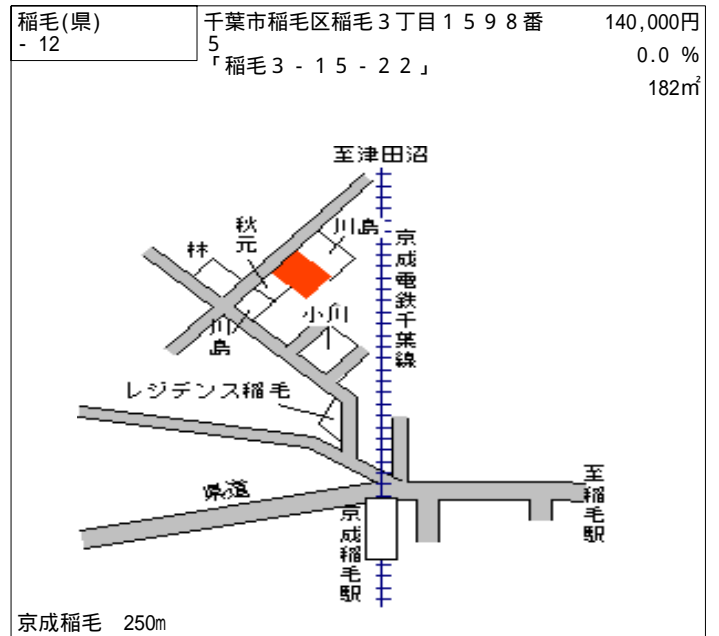 稲毛(県)
- 12
千葉市稲毛区稲毛３丁目１５９８番
５
「稲毛３-１５-２２」
140,000円
0.0 %
182㎡
至津田沼
川島
秋元
林
京成電鉄千葉線
小川
川島
レジデンス稲毛
県道
至稲毛駅
京成稲毛駅
京成稲毛　250m